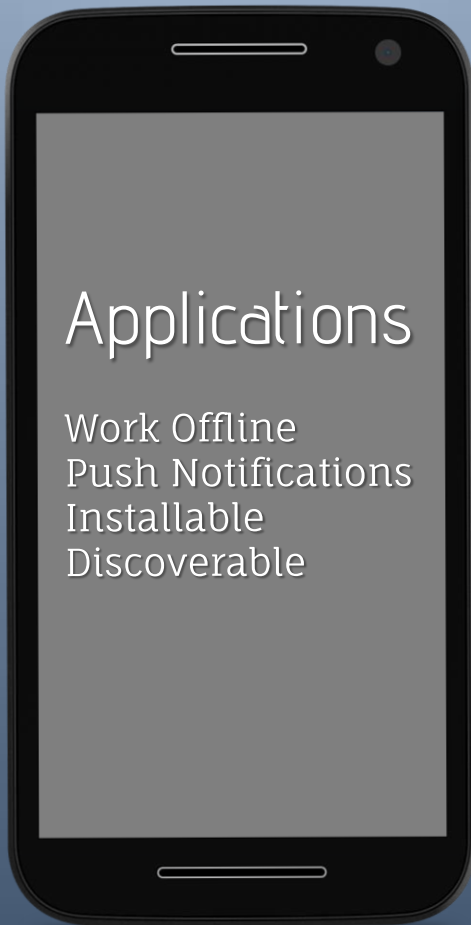 Applications
Work Offline
Push Notifications
Installable
Discoverable